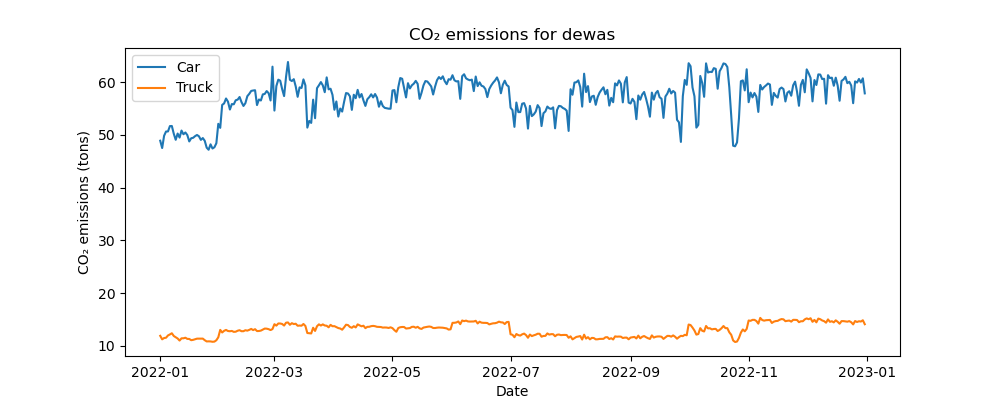 CO₂ emissions for dewas
Car
Truck
CO₂ emissions (tons)
60
50
40
30
20
10
2022-01
2022-03
2022-05
2022-07
2022-09
2022-11
2023-01
Date